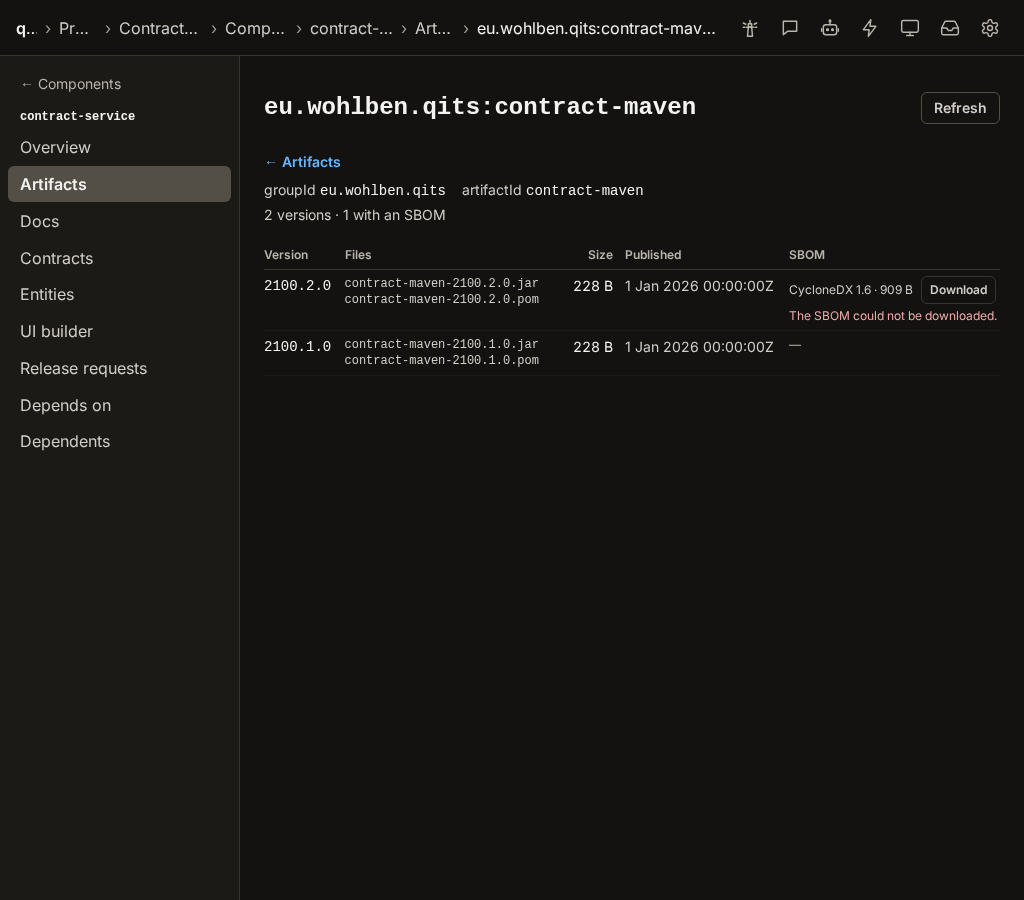 q... › Pr... › Contract... › Comp... › contract-... › Art... › eu.wohlben.qits:contract-mav...
← Components
contract-service
Overview
Artifacts
Docs
Contracts
Entities
UI builder
Release requests
Depends on
Dependents
eu.wohlben.qits:contract-maven
Refresh
← Artifacts
groupId eu.wohlben.qits artifactId contract-maven
2 versions · 1 with an SBOM
Version Files Size Published SBOM
2100.2.0 contract-maven-2100.2.0.jar 228 B 1 Jan 2026 00:00:00Z CycloneDX 1.6 · 909 B Download
contract-maven-2100.2.0.pom
The SBOM could not be downloaded.
2100.1.0 contract-maven-2100.1.0.jar 228 B 1 Jan 2026 00:00:00Z —
contract-maven-2100.1.0.pom